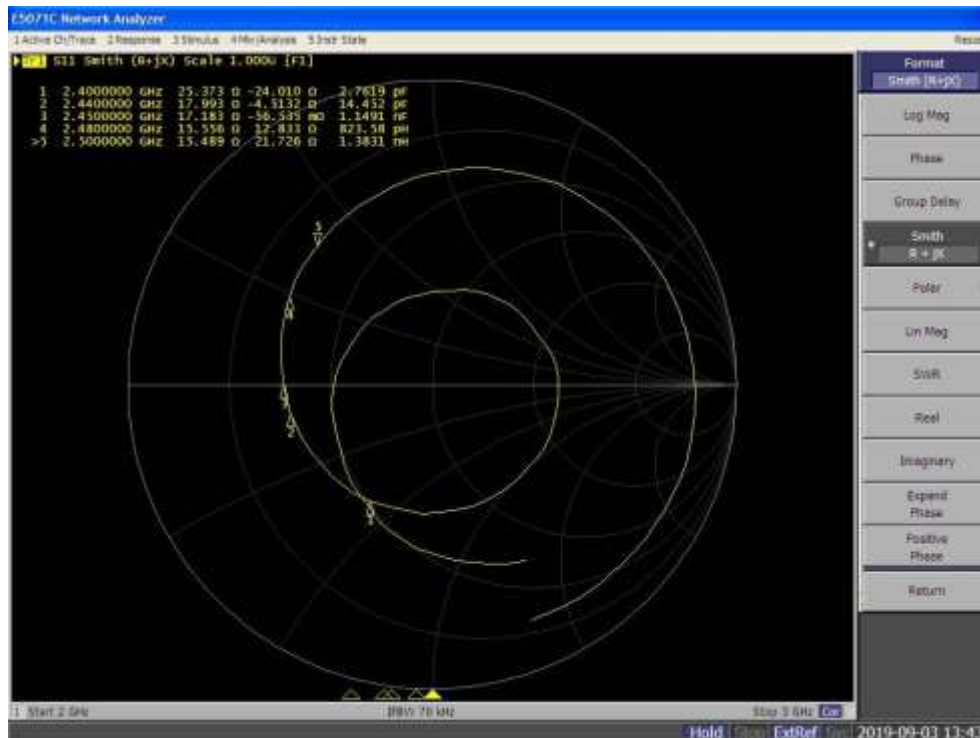 E5071C Network Analyzer
1 Active Ch/Trace 2 Response 3 Stimulus 4 Mkr/Analysis 5 Instr State
Tr1 S11 Smith (R+jX) Scale 1.000U [F1]
1 2.4000000 GHz 25.373 Ω -24.010 Ω 2.7619 pF
2 2.4400000 GHz 17.993 Ω -4.5132 Ω 14.452 pF
3 2.4500000 GHz 17.183 Ω -56.535 mΩ 1.1491 nF
4 2.4800000 GHz 15.556 Ω 12.833 Ω 823.58 pH
>5 2.5000000 GHz 15.489 Ω 21.726 Ω 1.3831 nH
Format
Smith (R+jX)
Log Mag
Phase
Group Delay
Smith
R + jX
Polar
Lin Mag
SWR
Real
Imaginary
Expand
Phase
Positive
Phase
Return
1 Start 2 GHz
IFBW 70 kHz
Stop 3 GHz
Cor
Hold
ExtRef
2019-09-03 13:4